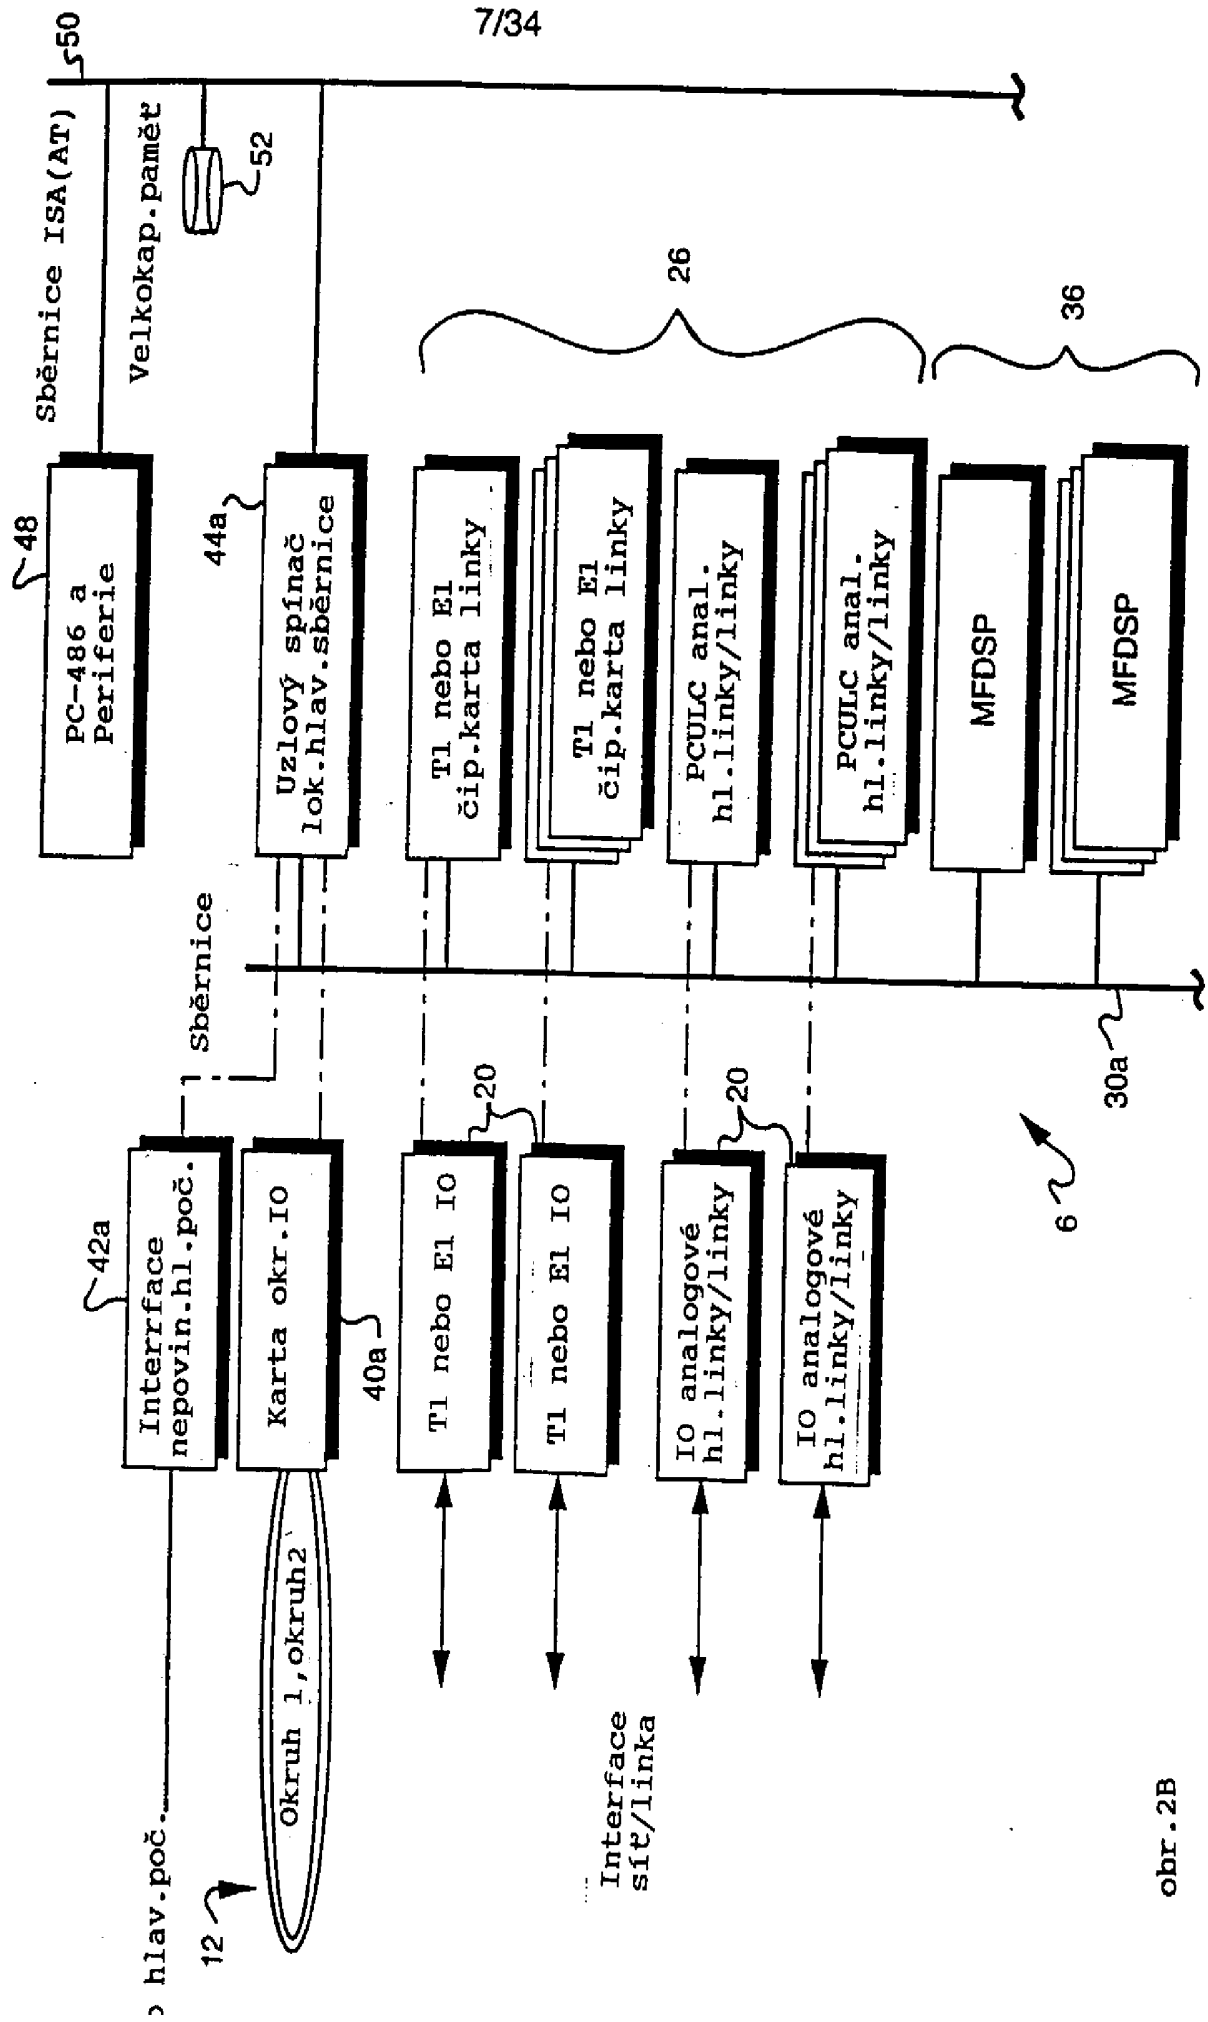 7/34
50
Sběrnice ISA(AT)
Velkokap.paměť
52
48
PC-486 a
Periferie
44a
Uzlový spínač
lok.hlav.sběrnice
T1 nebo E1
čip.karta linky
T1 nebo E1
čip.karta linky
PCULC anal.
hl.linky/linky
PCULC anal.
hl.linky/linky
MFDSP
MFDSP
26
36
Sběrnice
30a
6
42a
Interrface
nepovin.hl.poč.
Karta okr.IO
40a
T1 nebo E1 IO
T1 nebo E1 IO
20
IO analogové
hl.linky/linky
IO analogové
hl.linky/linky
20
hlav.poč.
12
Okruh 1,okruh2
Interface
síť/linka
obr.2B